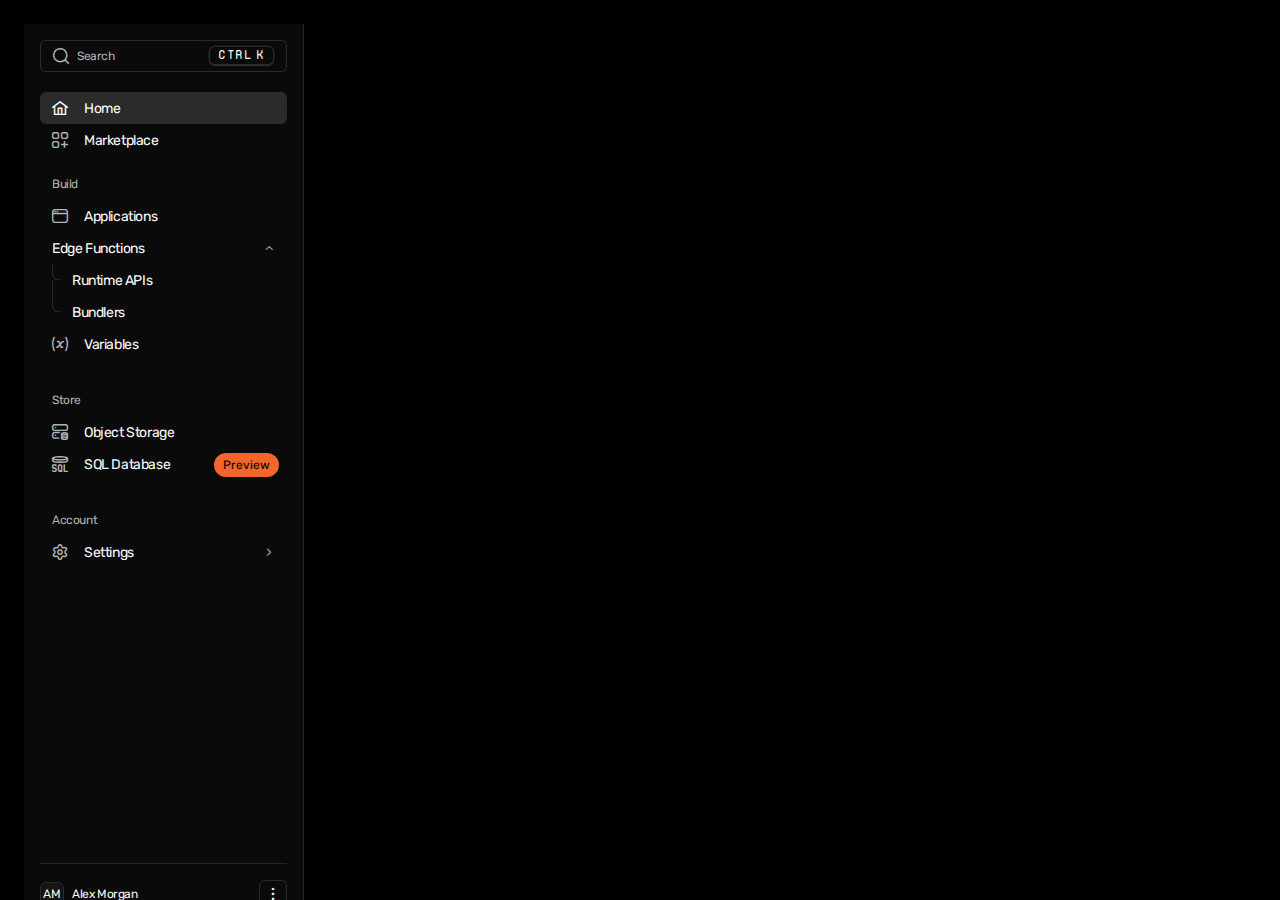 Search CTRL K
Home
Marketplace
Build
Applications
Edge Functions
Runtime APIs
Bundlers
(x) Variables
Store
Object Storage
SQL SQL Database Preview
Account
Settings
AM Alex Morgan